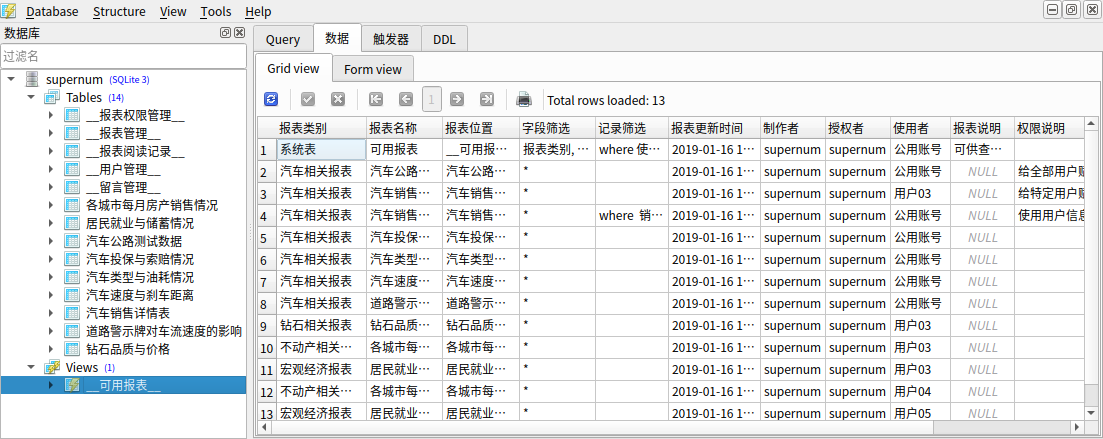 Database Structure View Tools Help
数据库
过滤名
supernum (SQLite 3)
Tables (14)
__报表权限管理__
__报表管理__
__报表阅读记录__
__用户管理__
__留言管理__
各城市每月房产销售情况
居民就业与储蓄情况
汽车公路测试数据
汽车投保与索赔情况
汽车类型与油耗情况
汽车速度与刹车距离
汽车销售详情表
道路警示牌对车流速度的影响
钻石品质与价格
Views (1)
__可用报表__
Query 数据 触发器 DDL
Grid view Form view
1 Total rows loaded: 13
报表类别 报表名称 报表位置 字段筛选 记录筛选 报表更新时间 制作者 授权者 使用者 报表说明 权限说明
1 系统表 可用报表 __可用报… 报表类别, … where 使… 2019-01-16 1… supernum supernum 公用账号 可供查…
2 汽车相关报表 汽车公路… 汽车公路… * 2019-01-16 1… supernum supernum 公用账号 NULL 给全部用户
3 汽车相关报表 汽车销售… 汽车销售… * 2019-01-16 1… supernum supernum 用户03 NULL 给特定用户
4 汽车相关报表 汽车销售… 汽车销售… * where 销… 2019-01-16 1… supernum supernum 公用账号 NULL 使用用户信息
5 汽车相关报表 汽车投保… 汽车投保… * 2019-01-16 1… supernum supernum 公用账号 NULL
6 汽车相关报表 汽车类型… 汽车类型… * 2019-01-16 1… supernum supernum 公用账号 NULL
7 汽车相关报表 汽车速度… 汽车速度… * 2019-01-16 1… supernum supernum 公用账号 NULL
8 汽车相关报表 道路警示… 道路警示… * 2019-01-16 1… supernum supernum 公用账号 NULL
9 钻石相关报表 钻石品质… 钻石品质… * 2019-01-16 1… supernum supernum 用户03 NULL
10 不动产相关… 各城市每… 各城市每… * 2019-01-16 1… supernum supernum 用户03 NULL
11 宏观经济报表 居民就业… 居民就业… * 2019-01-16 1… supernum supernum 用户03 NULL
12 不动产相关… 各城市每… 各城市每… * 2019-01-16 1… supernum supernum 用户04 NULL
13 宏观经济报表 居民就业… 居民就业… * 2019-01-16 1… supernum supernum 用户05 NULL